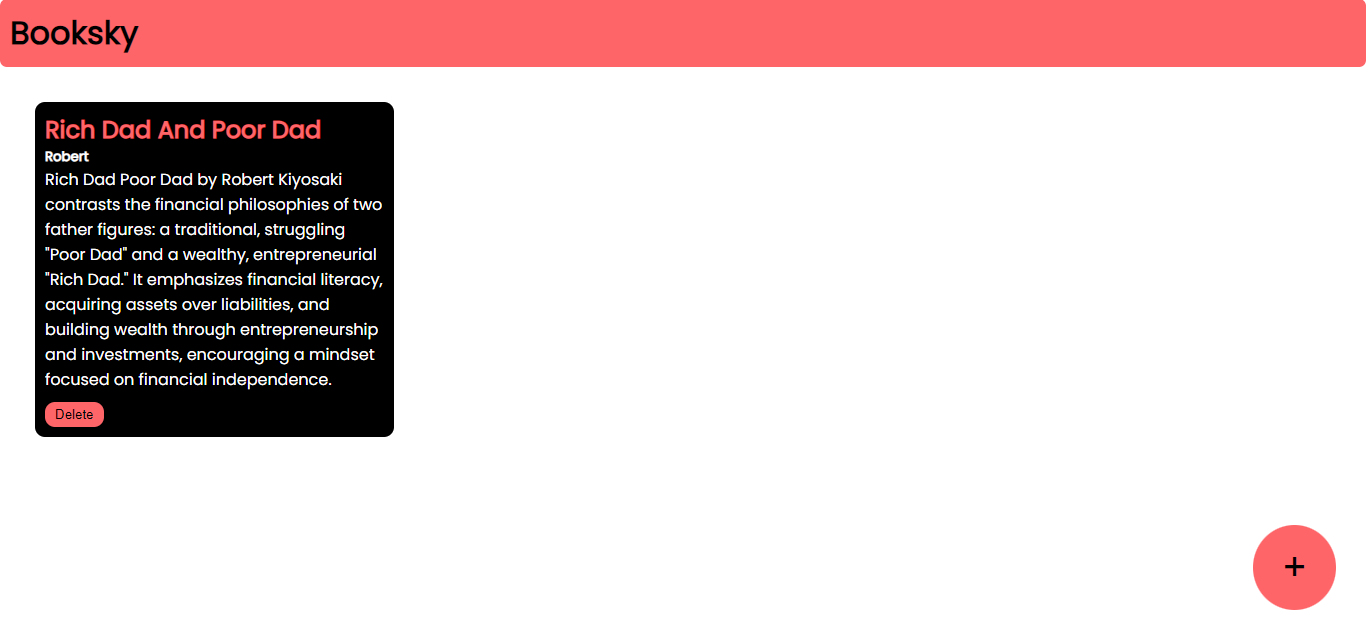 Booksky
Rich Dad And Poor Dad
Robert
Rich Dad Poor Dad by Robert Kiyosaki
contrasts the financial philosophies of two
father figures: a traditional, struggling
"Poor Dad" and a wealthy, entrepreneurial
"Rich Dad." It emphasizes financial literacy,
acquiring assets over liabilities, and
building wealth through entrepreneurship
and investments, encouraging a mindset
focused on financial independence.
Delete
+